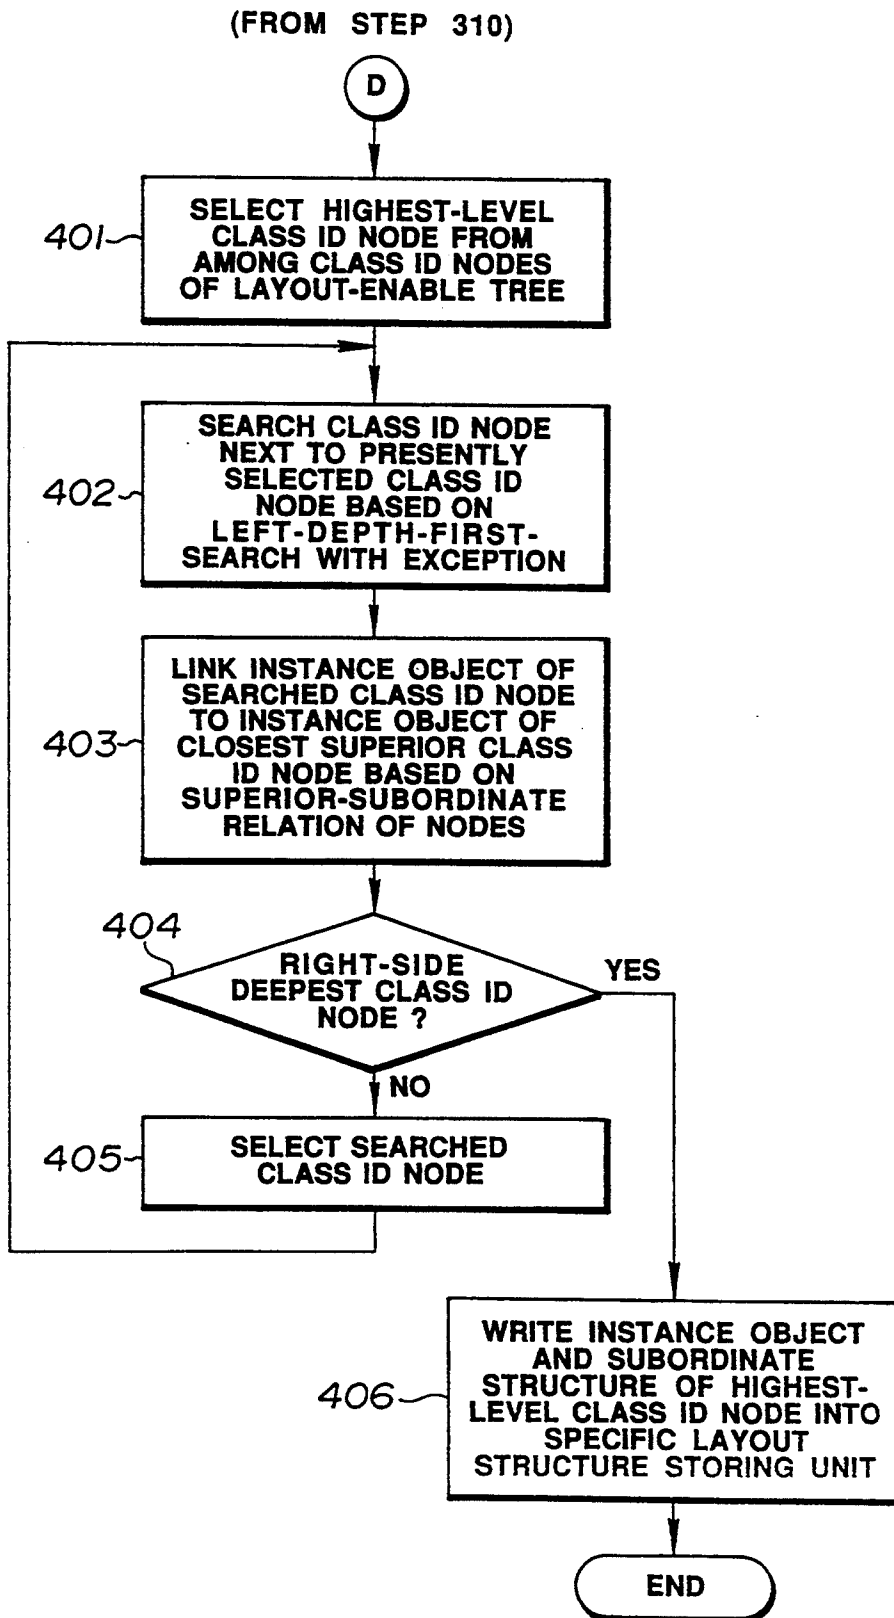 (FROM STEP 310)
D
401
SELECT HIGHEST-LEVEL
CLASS ID NODE FROM
AMONG CLASS ID NODES
OF LAYOUT-ENABLE TREE
402
SEARCH CLASS ID NODE
NEXT TO PRESENTLY
SELECTED CLASS ID
NODE BASED ON
LEFT-DEPTH-FIRST-
SEARCH WITH EXCEPTION
403
LINK INSTANCE OBJECT OF
SEARCHED CLASS ID NODE
TO INSTANCE OBJECT OF
CLOSEST SUPERIOR CLASS
ID NODE BASED ON
SUPERIOR-SUBORDINATE
RELATION OF NODES
404
RIGHT-SIDE
DEEPEST CLASS ID
NODE ?
YES
NO
405
SELECT SEARCHED
CLASS ID NODE
406
WRITE INSTANCE OBJECT
AND SUBORDINATE
STRUCTURE OF HIGHEST-
LEVEL CLASS ID NODE INTO
SPECIFIC LAYOUT
STRUCTURE STORING UNIT
END